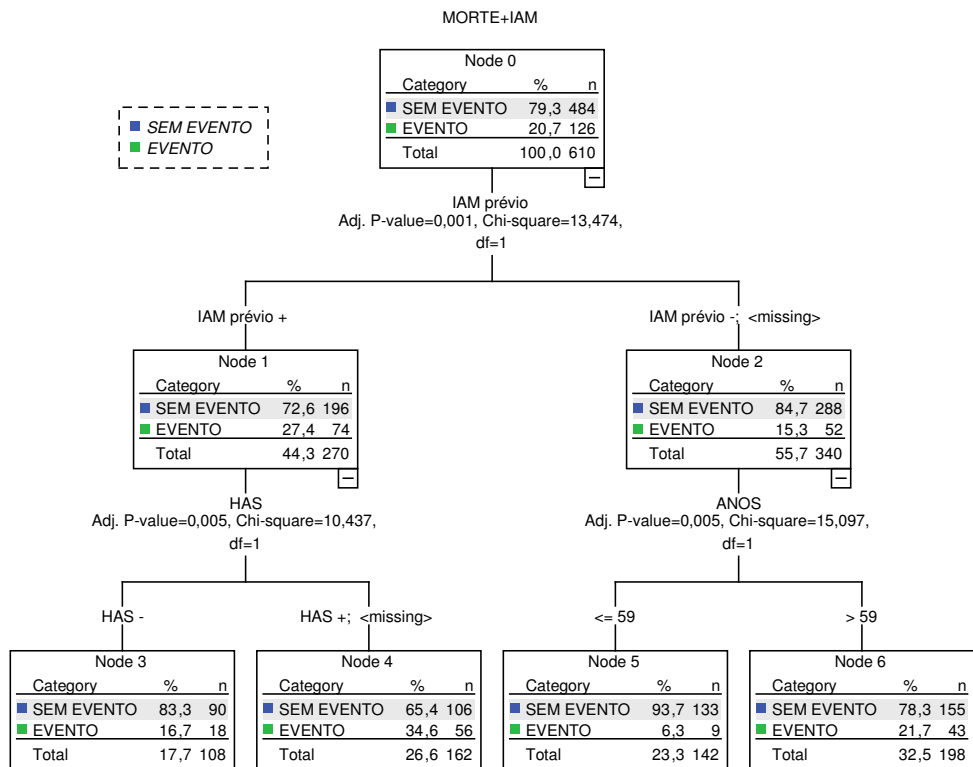 MORTE+IAM
Node 0
Category % n
SEM EVENTO 79,3 484
EVENTO 20,7 126
Total 100,0 610
SEM EVENTO
EVENTO
IAM prévio
Adj. P-value=0,001, Chi-square=13,474,
df=1
IAM prévio +
IAM prévio -; <missing>
Node 1
Category % n
SEM EVENTO 72,6 196
EVENTO 27,4 74
Total 44,3 270
Node 2
Category % n
SEM EVENTO 84,7 288
EVENTO 15,3 52
Total 55,7 340
HAS
Adj. P-value=0,005, Chi-square=10,437,
df=1
ANOS
Adj. P-value=0,005, Chi-square=15,097,
df=1
HAS -
HAS +; <missing>
<= 59
> 59
Node 3
Category % n
SEM EVENTO 83,3 90
EVENTO 16,7 18
Total 17,7 108
Node 4
Category % n
SEM EVENTO 65,4 106
EVENTO 34,6 56
Total 26,6 162
Node 5
Category % n
SEM EVENTO 93,7 133
EVENTO 6,3 9
Total 23,3 142
Node 6
Category % n
SEM EVENTO 78,3 155
EVENTO 21,7 43
Total 32,5 198